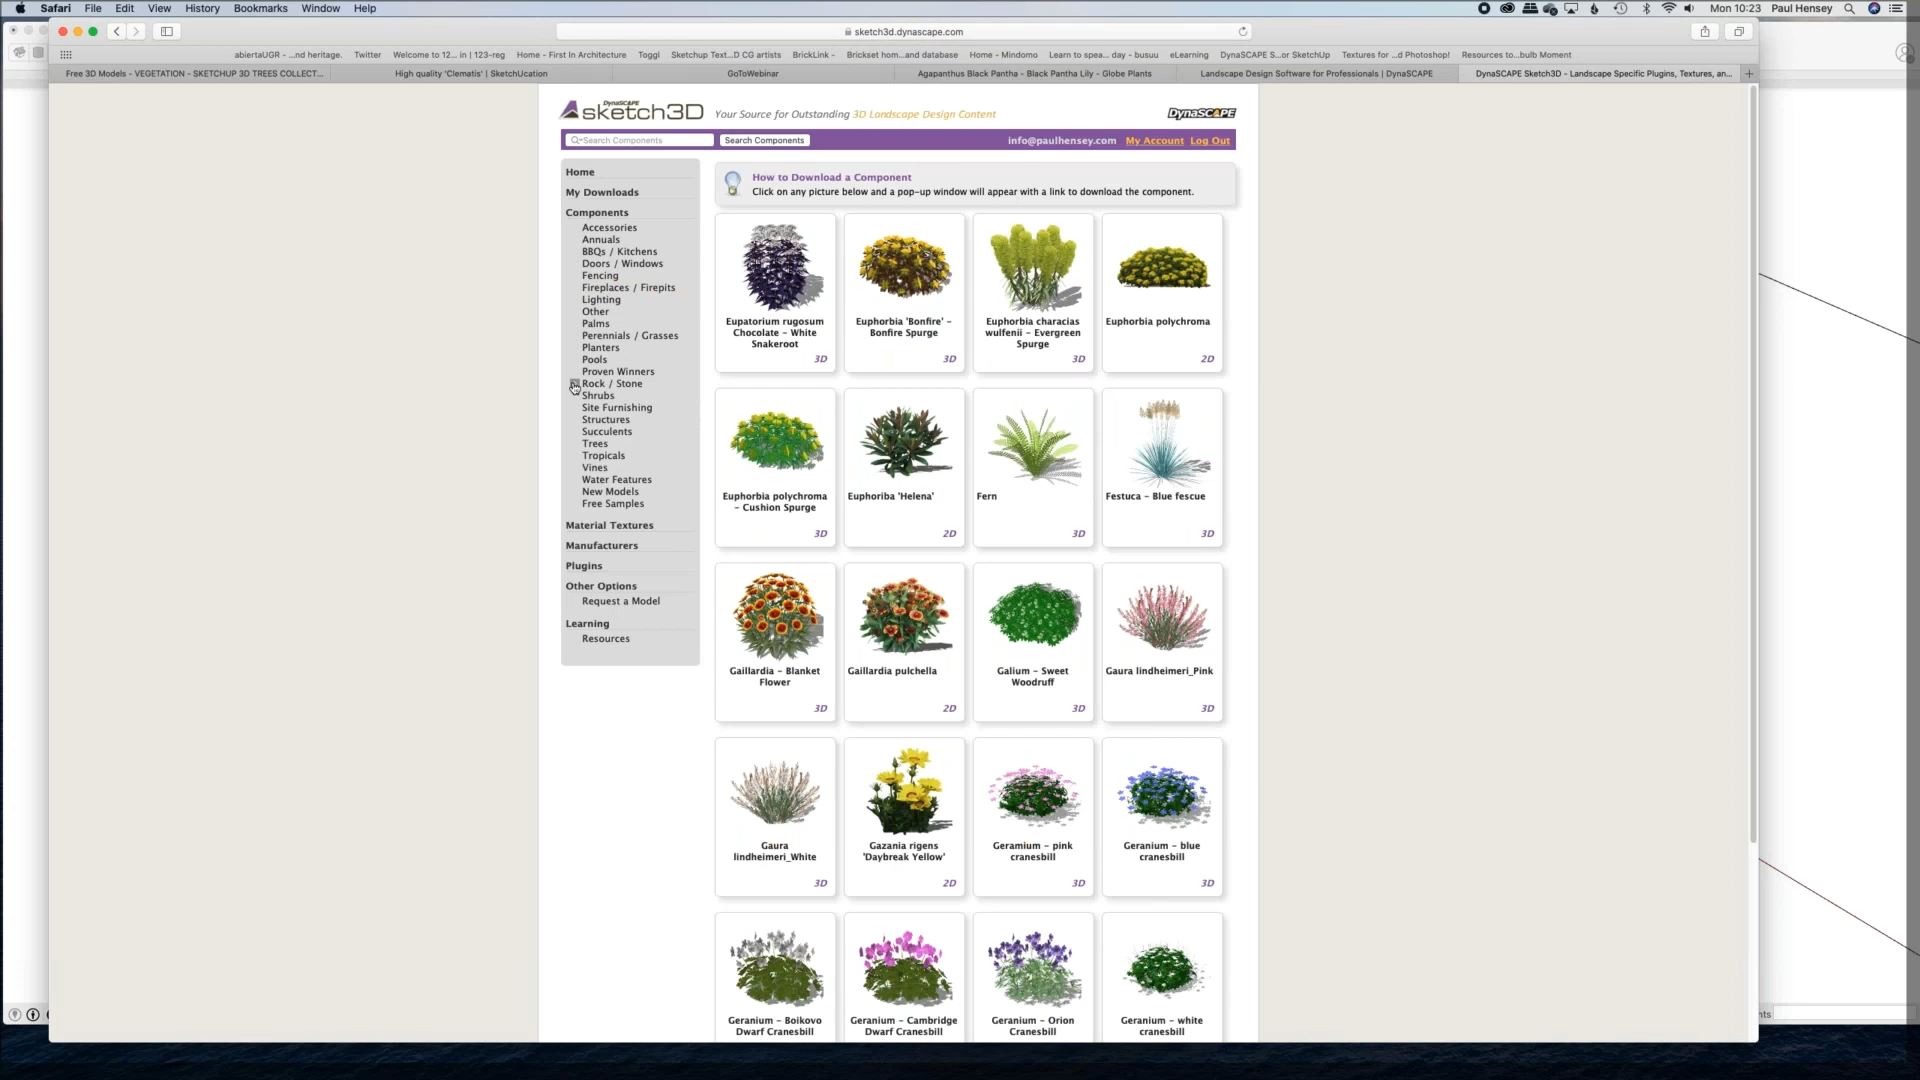 Safari File Edit View History Bookmarks Window Help Mon 10:23 Paul Hensey
sketch3d.dynascape.com
abiertaUGR - ...nd heritage. Twitter Welcome to 12... in | 123-reg Home - First In Architecture Toggl Sketchup Text...D CG artists BrickLink - Brickset hom...and database Home - Mindomo Learn to spea... day - busuu eLearning DynaSCAPE S...or SketchUp Textures for ...d Photoshop! Resources to...bulb Moment
Free 3D Models - VEGETATION - SKETCHUP 3D TREES COLLECT... High quality 'Clematis' | SketchUcation GoToWebinar Agapanthus Black Pantha - Black Pantha Lily - Globe Plants Landscape Design Software for Professionals | DynaSCAPE DynaSCAPE Sketch3D - Landscape Specific Plugins, Textures, an...
DynaSCAPE
sketch3D Your Source for Outstanding 3D Landscape Design Content DynaSCAPE
Search Components Search Components info@paulhensey.com My Account Log Out
Home
My Downloads
Components
Accessories
Annuals
BBQs / Kitchens
Doors / Windows
Fencing
Fireplaces / Firepits
Lighting
Other
Palms
Perennials / Grasses
Planters
Pools
Proven Winners
Rock / Stone
Shrubs
Site Furnishing
Structures
Succulents
Trees
Tropicals
Vines
Water Features
New Models
Free Samples
Material Textures
Manufacturers
Plugins
Other Options
Request a Model
Learning
Resources
How to Download a Component
Click on any picture below and a pop-up window will appear with a link to download the component.
Eupatorium rugosum
Chocolate - White
Snakeroot
3D
Euphorbia 'Bonfire' -
Bonfire Spurge
3D
Euphorbia characias
wulfenii - Evergreen
Spurge
3D
Euphorbia polychroma
2D
Euphorbia polychroma
- Cushion Spurge
3D
Euphoriba 'Helena'
2D
Fern
3D
Festuca - Blue fescue
3D
Gaillardia - Blanket
Flower
3D
Gaillardia pulchella
2D
Galium - Sweet
Woodruff
3D
Gaura lindheimeri_Pink
3D
Gaura
lindheimeri_White
3D
Gazania rigens
'Daybreak Yellow'
2D
Geramium - pink
cranesbill
3D
Geranium - blue
cranesbill
3D
Geranium - Boikovo
Dwarf Cranesbill
Geranium - Cambridge
Dwarf Cranesbill
Geranium - Orion
Cranesbill
Geranium - white
cranesbill
nts